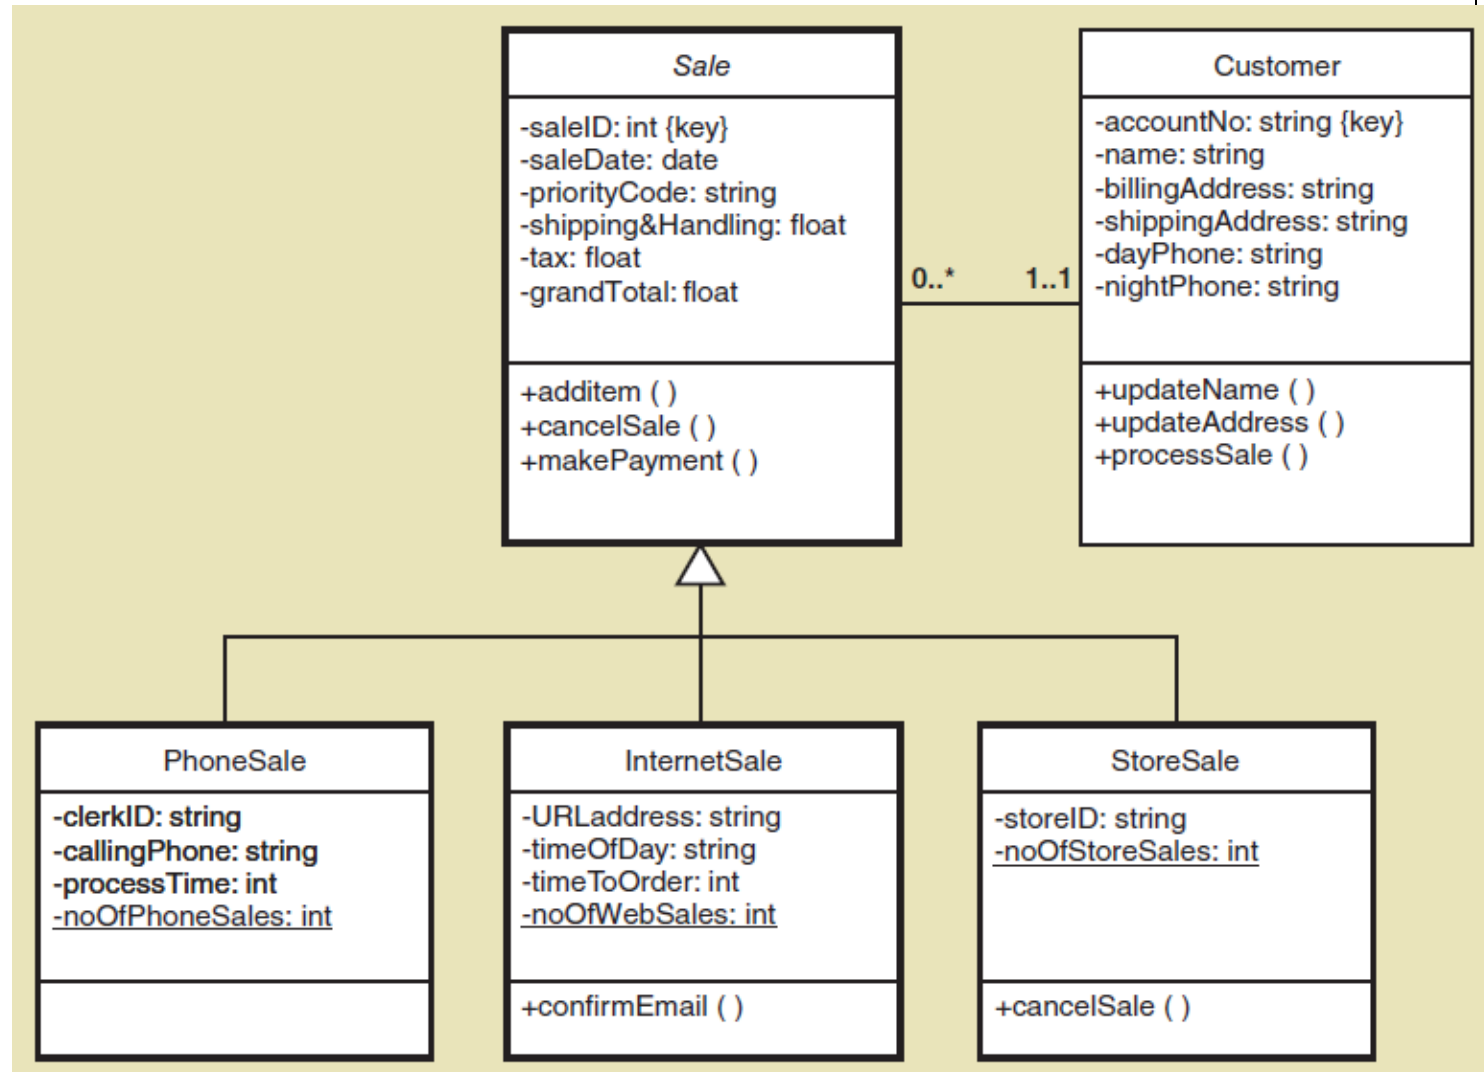 Sale
-saleID: int {key}
-saleDate: date
-priorityCode: string
-shipping&Handling: float
-tax: float
-grandTotal: float
+additem ( )
+cancelSale ( )
+makePayment ( )
0..*
1..1
Customer
-accountNo: string {key}
-name: string
-billingAddress: string
-shippingAddress: string
-dayPhone: string
-nightPhone: string
+updateName ( )
+updateAddress ( )
+processSale ( )
PhoneSale
-clerkID: string
-callingPhone: string
-processTime: int
-noOfPhoneSales: int
InternetSale
-URLaddress: string
-timeOfDay: string
-timeToOrder: int
-noOfWebSales: int
+confirmEmail ( )
StoreSale
-storeID: string
-noOfStoreSales: int
+cancelSale ( )